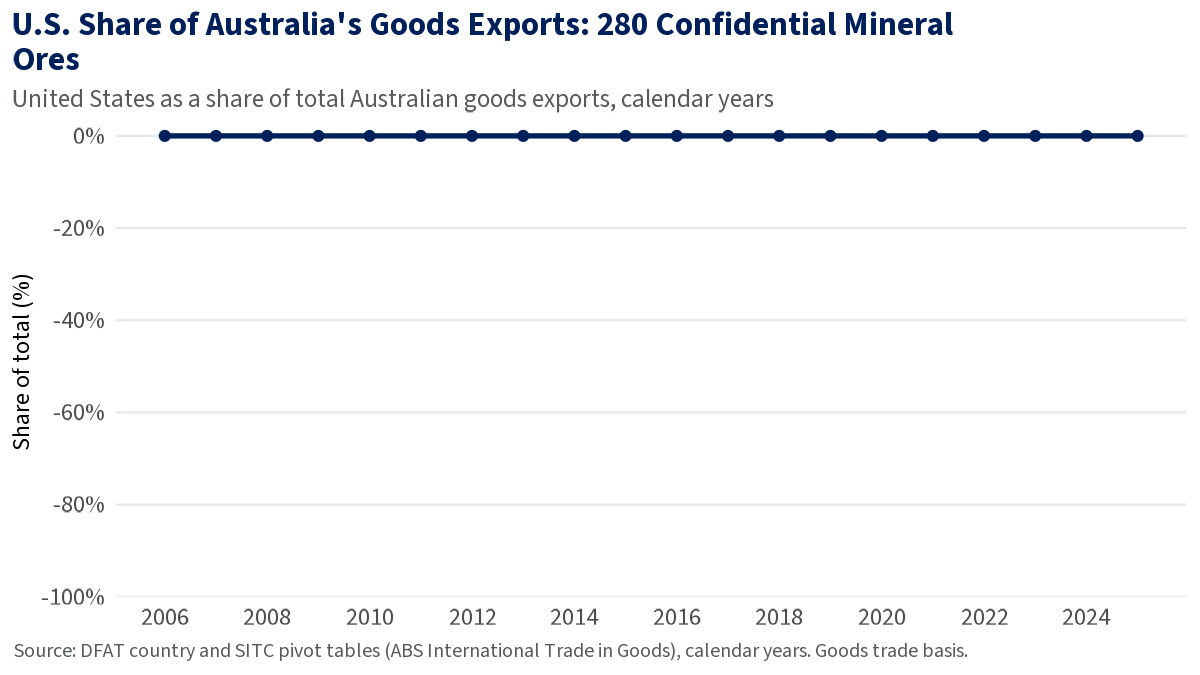 U.S. Share of Australia's Goods Exports: 280 Confidential Mineral
Ores
United States as a share of total Australian goods exports, calendar years
Share of total (%)
0%
-20%
-40%
-60%
-80%
-100%
2006 2008 2010 2012 2014 2016 2018 2020 2022 2024
Source: DFAT country and SITC pivot tables (ABS International Trade in Goods), calendar years. Goods trade basis.